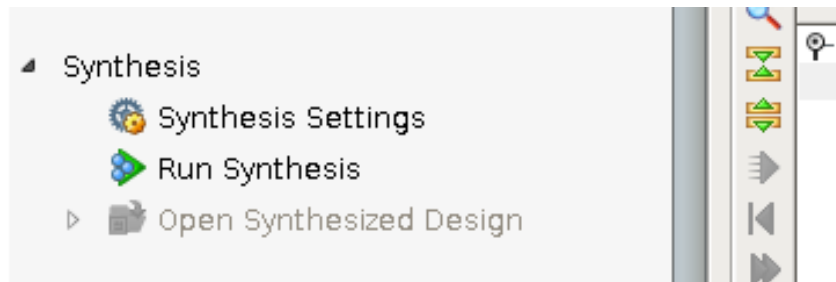 Synthesis
Synthesis Settings
Run Synthesis
Open Synthesized Design